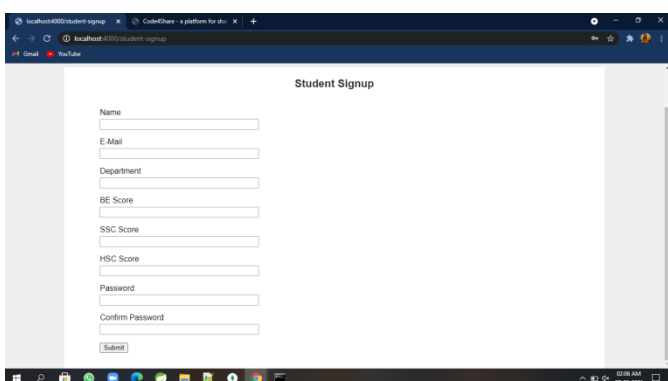 localhost:4000/student-signup
Code4Share - a platform for sha
localhost:4000/student-signup
Gmail
YouTube
Student Signup
Name
E-Mail
Department
BE Score
SSC Score
HSC Score
Password
Confirm Password
Submit
02:06 AM